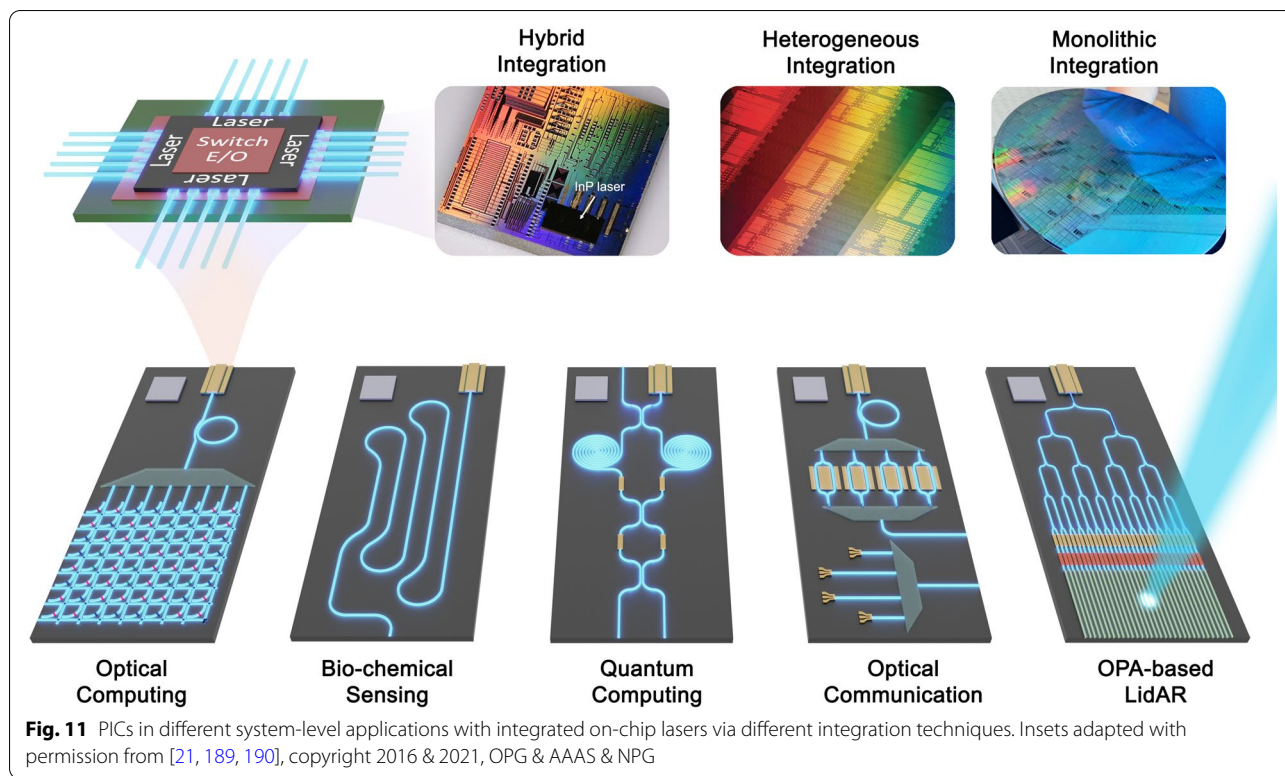 Hybrid
Integration
Heterogeneous
Integration
Monolithic
Integration
Laser
Laser
Switch
E/O
Laser
Laser
InP laser
Optical
Computing
Bio-chemical
Sensing
Quantum
Computing
Optical
Communication
OPA-based
LidAR
Fig. 11 PICs in different system-level applications with integrated on-chip lasers via different integration techniques. Insets adapted with
permission from [21, 189, 190], copyright 2016 & 2021, OPG & AAAS & NPG